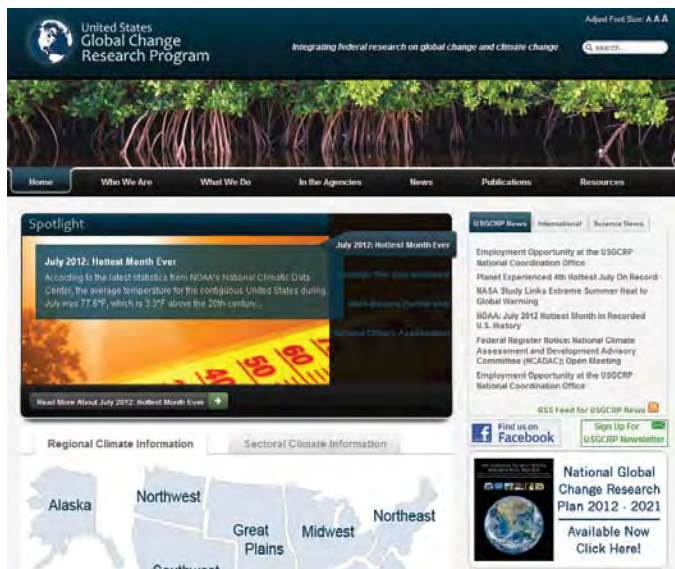 Adjust Font Size: A A A
United States
Global Change
Research Program
Integrating federal research on global change and climate change
search...
Home
Who We Are
What We Do
In the Agencies
News
Publications
Resources
Spotlight
July 2012: Hottest Month Ever
July 2012: Hottest Month Ever
According to the latest statistics from NOAA's National Climatic Data
Center, the average temperature for the contiguous United States during
July was 77.6°F, which is 3.3°F above the 20th-century...
40
50
60
Read More About July 2012: Hottest Month Ever
USGCRP News
International
Science News
Employment Opportunity at the USGCRP
National Coordination Office
Planet Experienced 4th Hottest July On Record
NASA Study Links Extreme Summer Heat to
Global Warming
NOAA: July 2012 Hottest Month in Recorded
U.S. History
Federal Register Notice: National Climate
Assessment and Development Advisory
Committee (NCADAC); Open Meeting
Employment Opportunity at the USGCRP
National Coordination Office
RSS Feed for USGCRP News
Find us on
Facebook
Sign Up For
USGCRP Newsletter
Regional Climate Information
Sectoral Climate Information
Alaska
Northwest
Great
Plains
Midwest
Northeast
Southwest
National Global
Change Research
Plan 2012 - 2021
Available Now
Click Here!